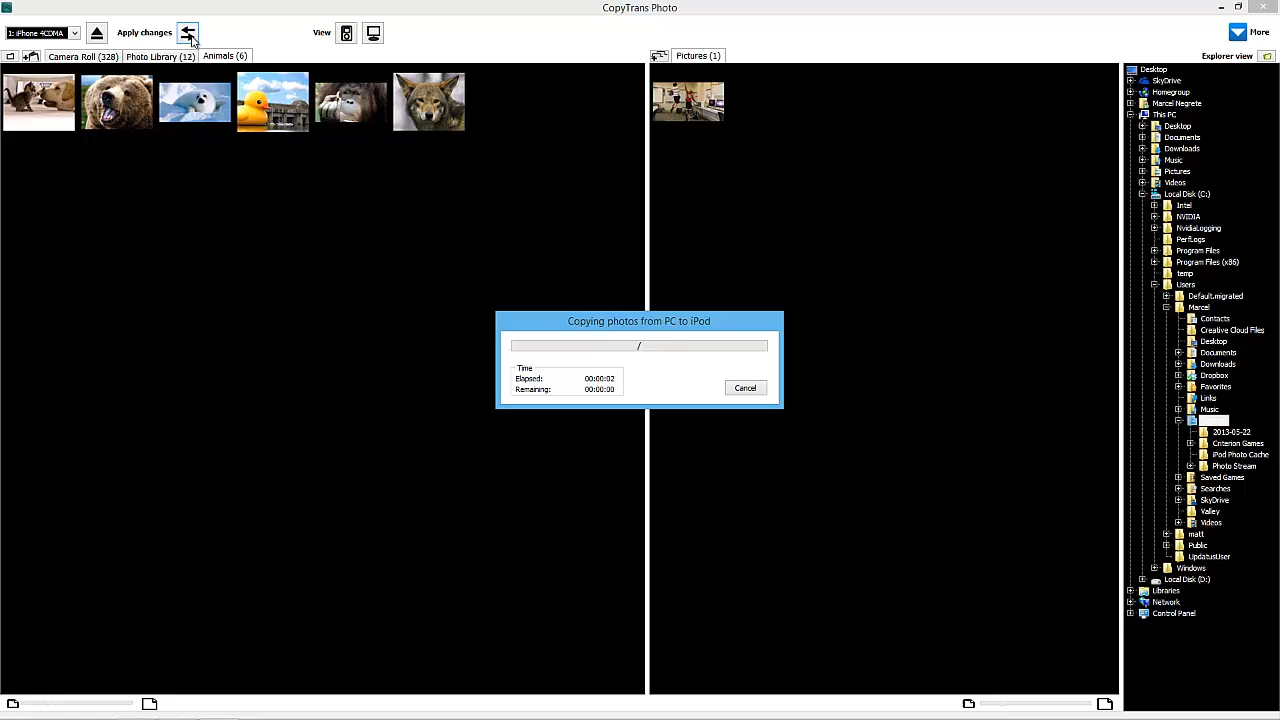 CopyTrans Photo
1: iPhone 4CDMA
Apply changes
View
More
Camera Roll (328)
Photo Library (12)
Animals (6)
Pictures (1)
Explorer view
Desktop
SkyDrive
Homegroup
Marcel Negrete
This PC
Desktop
Documents
Downloads
Music
Pictures
Videos
Local Disk (C:)
Intel
NVIDIA
NvidiaLogging
PerfLogs
Program Files
Program Files (x86)
temp
Users
Default.migrated
Marcel
Contacts
Creative Cloud Files
Desktop
Documents
Downloads
Dropbox
Favorites
Links
Music
2013-05-22
Criterion Games
iPod Photo Cache
Photo Stream
Saved Games
Searches
SkyDrive
Valley
Videos
matt
Public
UpdatusUser
Windows
Local Disk (D:)
Libraries
Network
Control Panel
Copying photos from PC to iPod
/
Time
Elapsed: 00:00:02
Remaining: 00:00:00
Cancel